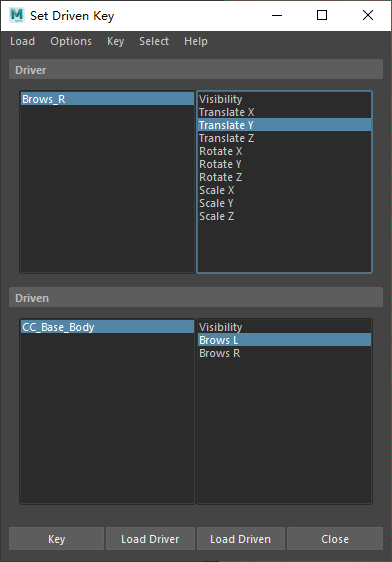 Set Driven Key
Load Options Key Select Help
Driver
Brows_R
Visibility
Translate X
Translate Y
Translate Z
Rotate X
Rotate Y
Rotate Z
Scale X
Scale Y
Scale Z
Driven
CC_Base_Body
Visibility
Brows L
Brows R
Key Load Driver Load Driven Close